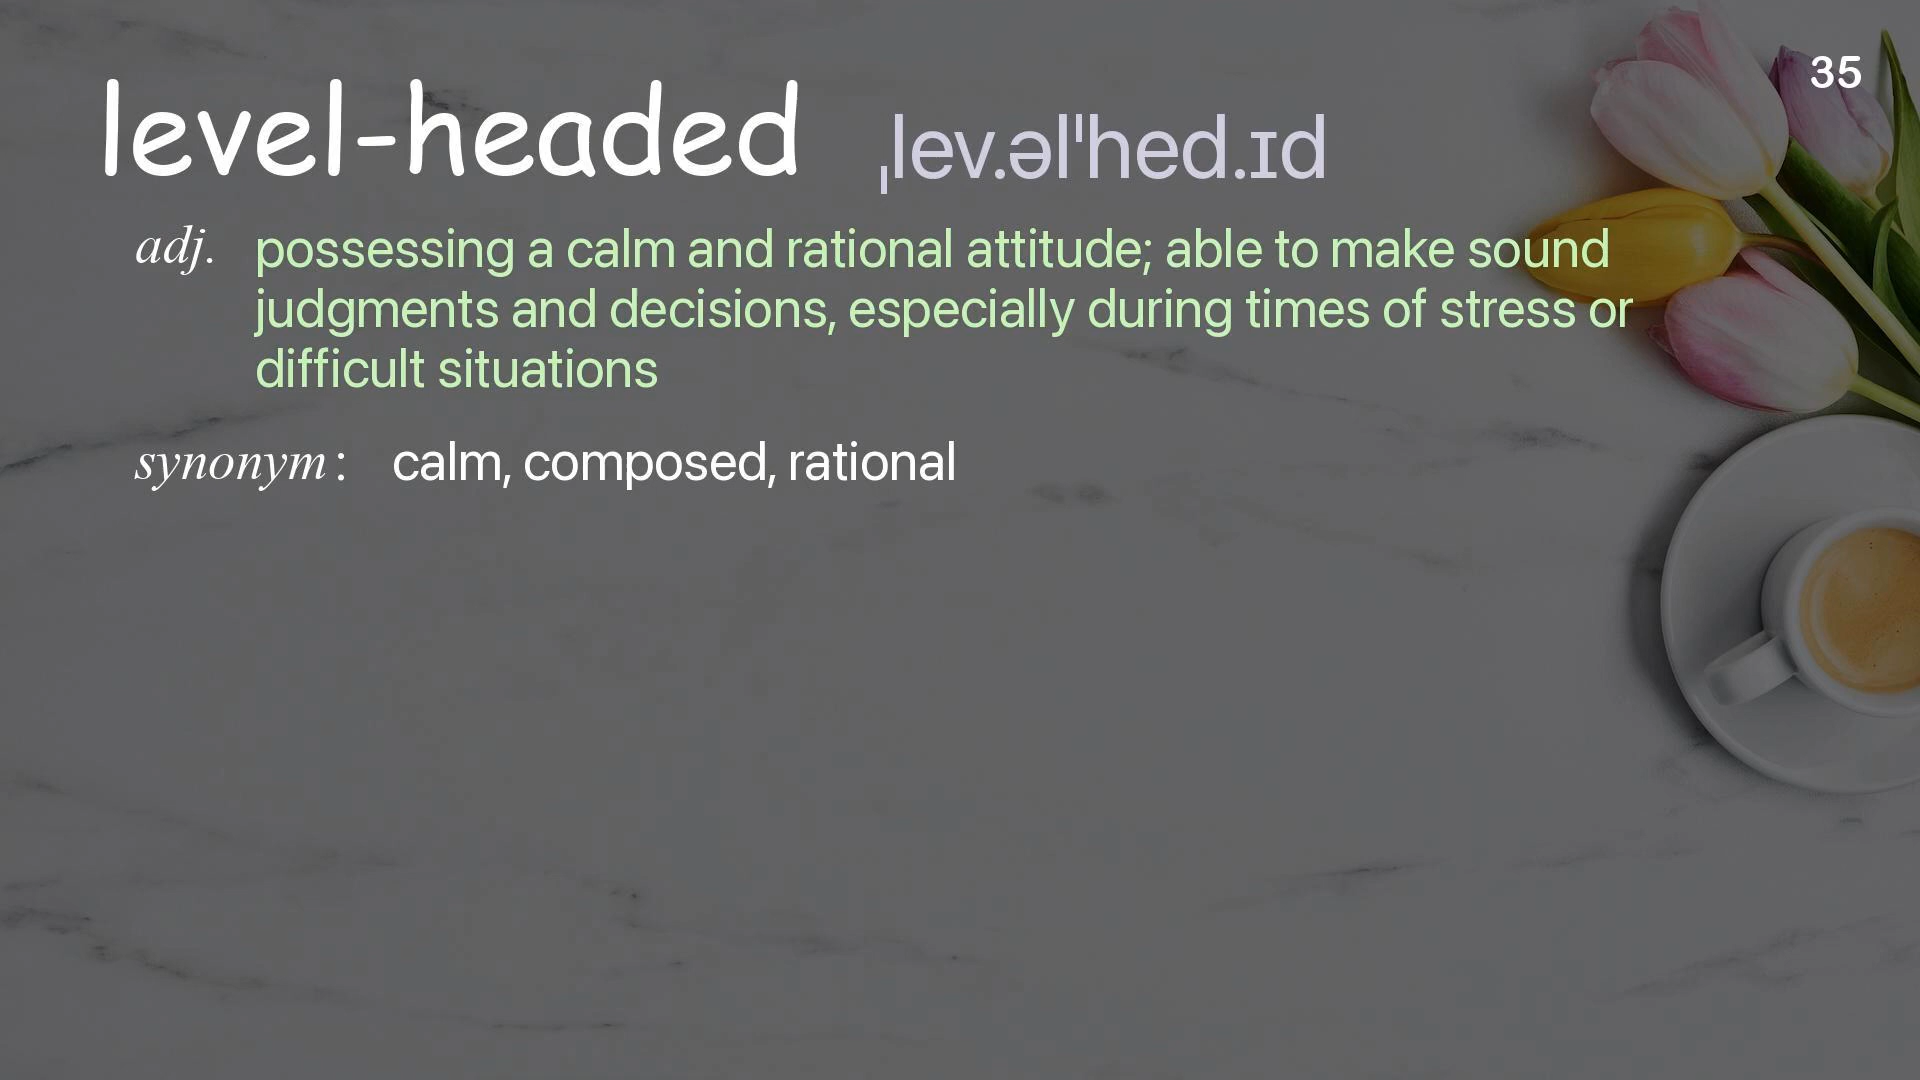 35
level-headed ˌlev.əlˈhed.ɪd
adj. possessing a calm and rational attitude; able to make sound
judgments and decisions, especially during times of stress or
difficult situations
synonym : calm, composed, rational